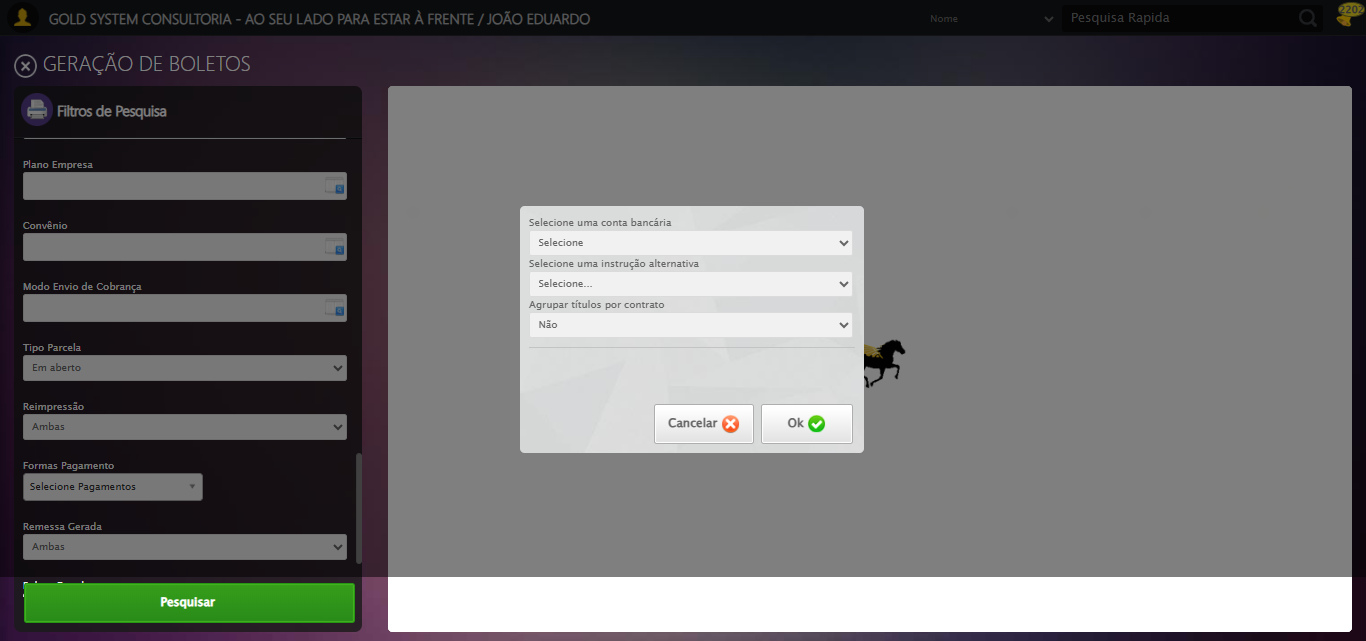 GOLD SYSTEM CONSULTORIA - AO SEU LADO PARA ESTAR À FRENTE / JOÃO EDUARDO
Nome
Pesquisa Rapida
2202
GERAÇÃO DE BOLETOS
Filtros de Pesquisa
Plano Empresa
Convênio
Modo Envio de Cobrança
Tipo Parcela
Em aberto
Reimpressão
Ambas
Formas Pagamento
Selecione Pagamentos
Remessa Gerada
Ambas
Pesquisar
Selecione uma conta bancária
Selecione
Selecione uma instrução alternativa
Selecione...
Agrupar títulos por contrato
Não
Cancelar
Ok